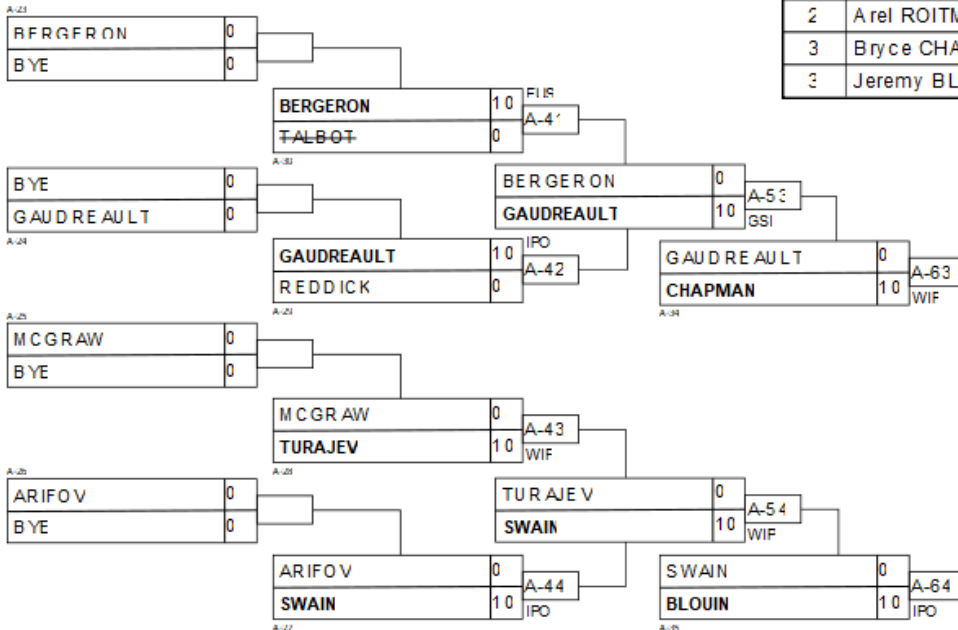 A-23
BERGERON 0
BYE 0
2 Arel ROITM
3 Bryce CHA
3 Jeremy BL
BERGERON 10
TALBOT 0
FUS
A-41
A-30
BYE 0
GAUDREAULT 0
A-24
BERGERON 0
GAUDREAULT 10
A-53
GSI
GAUDREAULT 10
REDDICK 0
IPO
A-42
A-29
GAUDREAULT 0
CHAPMAN 10
A-63
WIF
A-34
A-25
MCGRAW 0
BYE 0
MCGRAW 0
TURAJEV 10
A-43
WIF
A-28
A-26
ARIFOV 0
BYE 0
TURAJEV 0
SWAIN 10
A-54
WIF
ARIFOV 0
SWAIN 10
A-44
IPO
A-27
SWAIN 0
BLOUIN 10
A-64
IPO
A-35